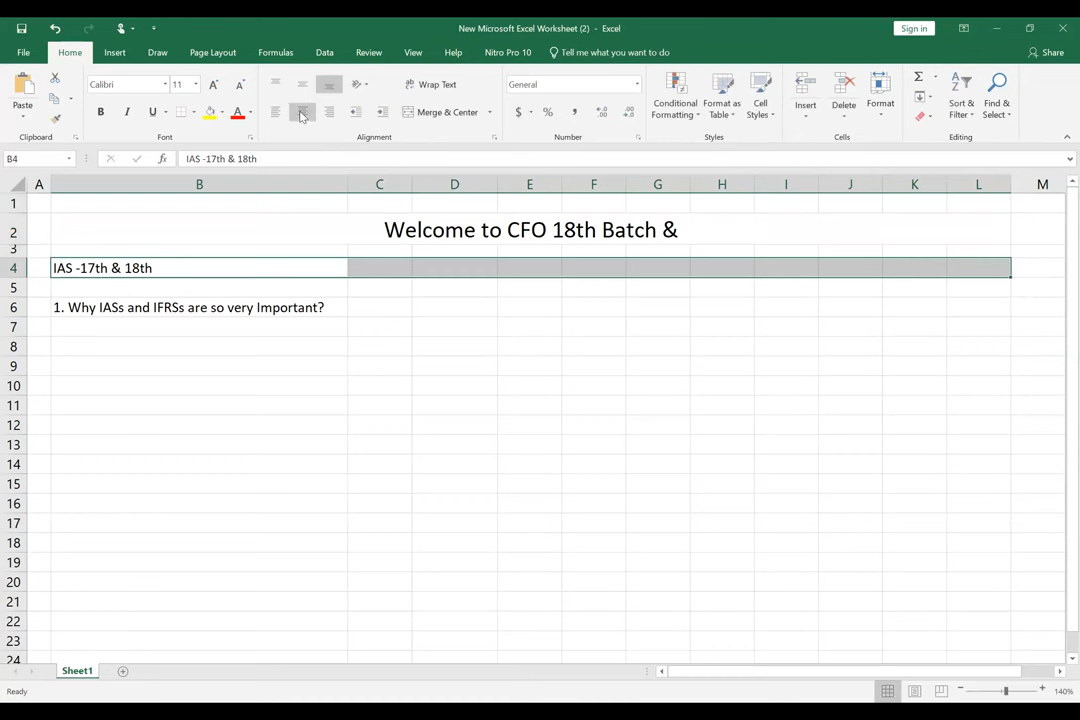 New Microsoft Excel Worksheet (2) - Excel
Sign in
File Home Insert Draw Page Layout Formulas Data Review View Help Nitro Pro 10 Tell me what you want to do Share
Paste
Calibri 11
B I U A
Wrap Text
Merge & Center
General
$ % ,
Conditional Formatting
Format as Table
Cell Styles
Insert
Delete
Format
Sort & Filter
Find & Select
Clipboard Font Alignment Number Styles Cells Editing
B4 fx IAS -17th & 18th
A B C D E F G H I J K L M
1
2 Welcome to CFO 18th Batch &
3
4 IAS -17th & 18th
5
6 1. Why IASs and IFRSs are so very Important?
7
8
9
10
11
12
13
14
15
16
17
18
19
20
21
22
23
24
Sheet1
Ready
140%